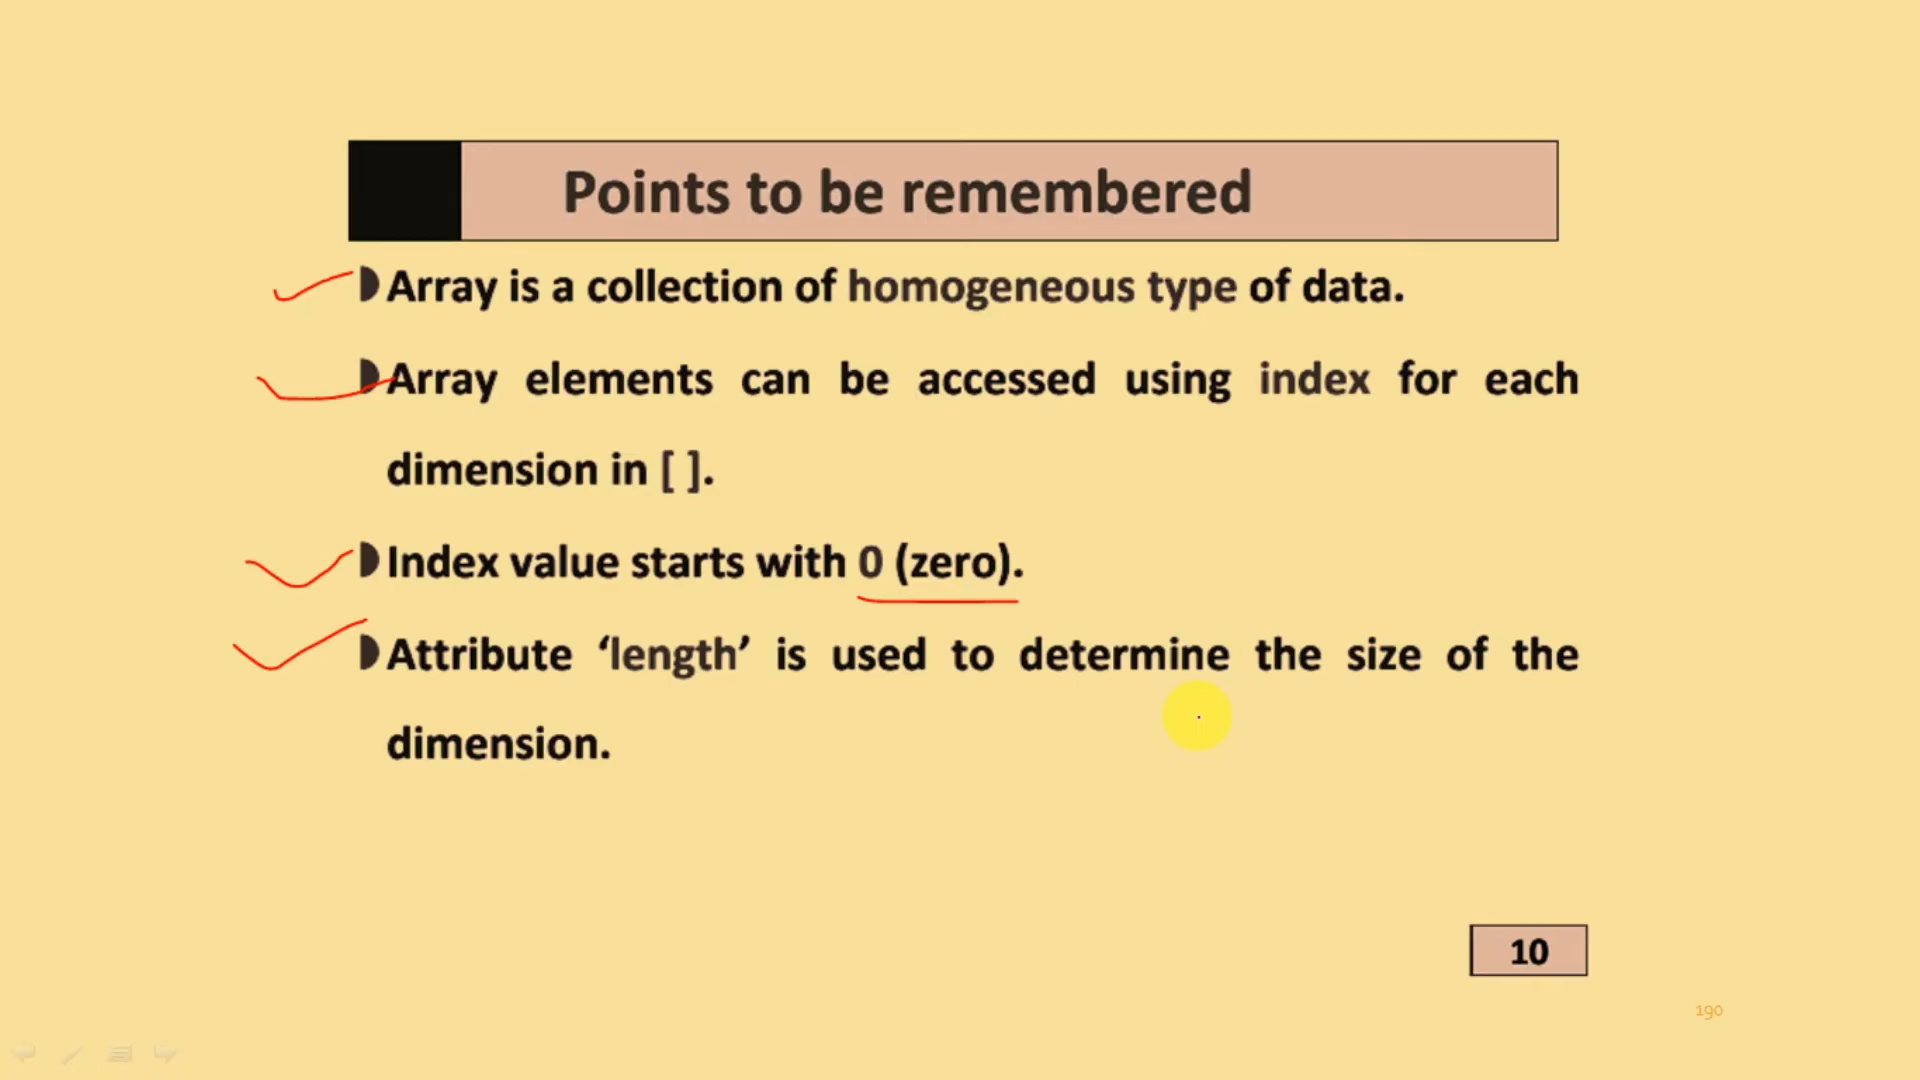 Points to be remembered
Array is a collection of homogeneous type of data.
Array elements can be accessed using index for each
dimension in [ ].
Index value starts with 0 (zero).
Attribute ‘length’ is used to determine the size of the
dimension.
10
190